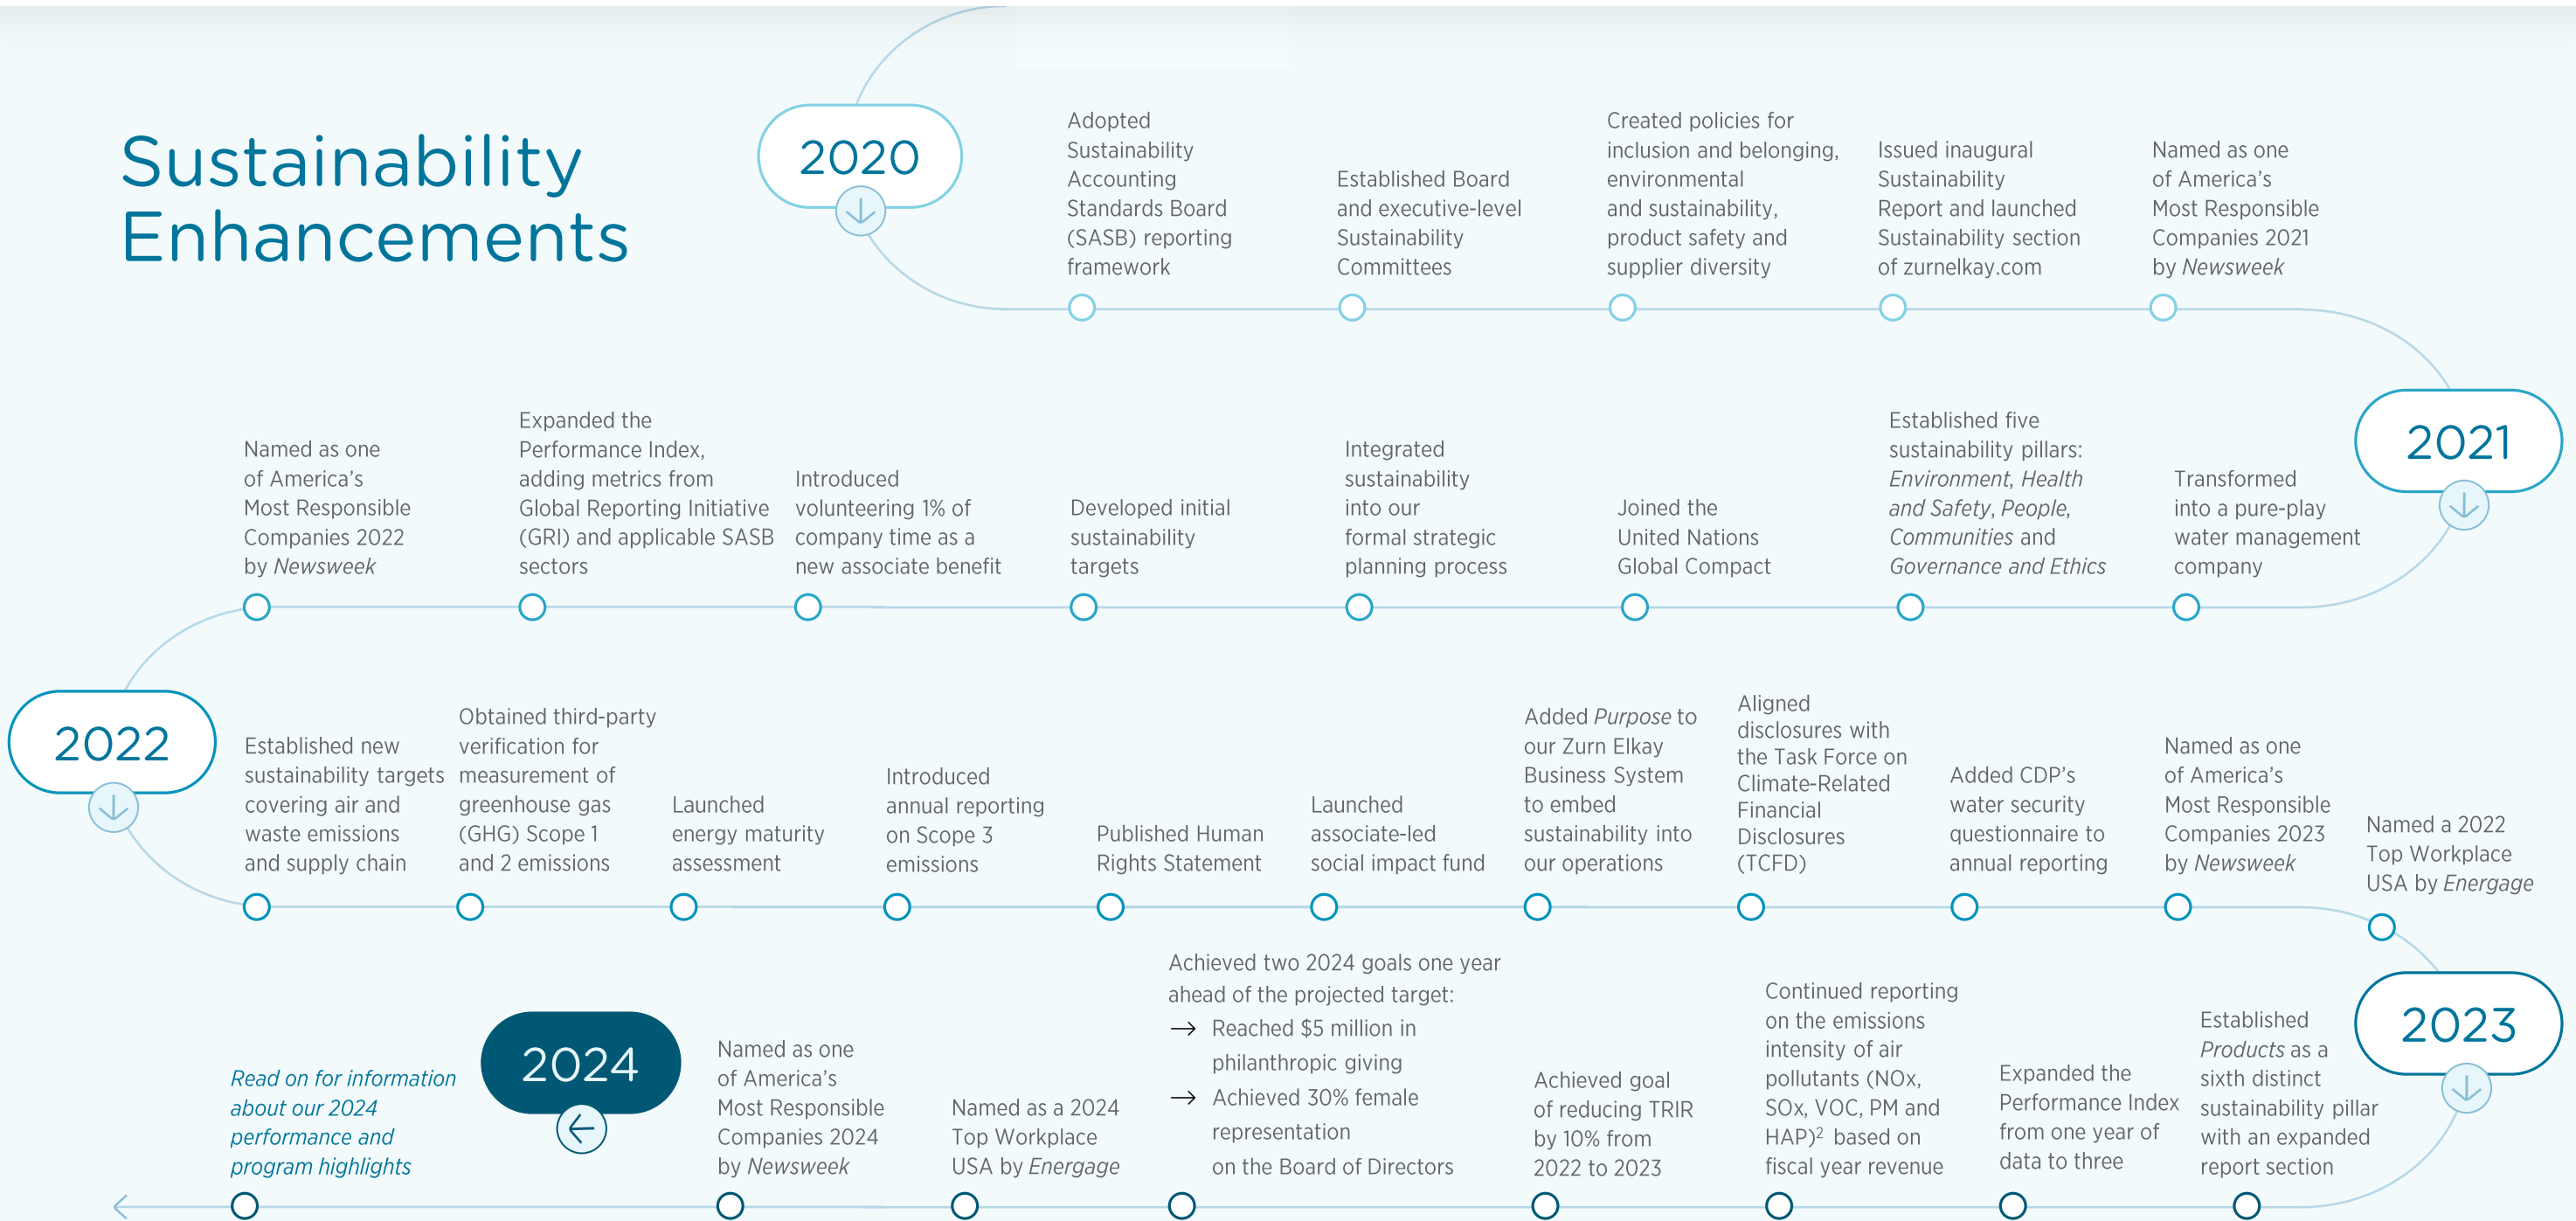 Sustainability
Enhancements
2020
Adopted
Sustainability
Accounting
Standards Board
(SASB) reporting
framework
Established Board
and executive-level
Sustainability
Committees
Created policies for
inclusion and belonging,
environmental
and sustainability,
product safety and
supplier diversity
Issued inaugural
Sustainability
Report and launched
Sustainability section
of zurnelkay.com
Named as one
of America’s
Most Responsible
Companies 2021
by Newsweek
2021
Transformed
into a pure-play
water management
company
Established five
sustainability pillars:
Environment, Health
and Safety, People,
Communities and
Governance and Ethics
Joined the
United Nations
Global Compact
Integrated
sustainability
into our
formal strategic
planning process
Developed initial
sustainability
targets
Introduced
volunteering 1% of
company time as a
new associate benefit
Expanded the
Performance Index,
adding metrics from
Global Reporting Initiative
(GRI) and applicable SASB
sectors
Named as one
of America’s
Most Responsible
Companies 2022
by Newsweek
2022
Established new
sustainability targets
covering air and
waste emissions
and supply chain
Obtained third-party
verification for
measurement of
greenhouse gas
(GHG) Scope 1
and 2 emissions
Launched
energy maturity
assessment
Introduced
annual reporting
on Scope 3
emissions
Published Human
Rights Statement
Launched
associate-led
social impact fund
Added Purpose to
our Zurn Elkay
Business System
to embed
sustainability into
our operations
Aligned
disclosures with
the Task Force on
Climate-Related
Financial
Disclosures
(TCFD)
Added CDP’s
water security
questionnaire to
annual reporting
Named as one
of America’s
Most Responsible
Companies 2023
by Newsweek
Named a 2022
Top Workplace
USA by Energage
2023
Established
Products as a
sixth distinct
sustainability pillar
with an expanded
report section
Expanded the
Performance Index
from one year of
data to three
Continued reporting
on the emissions
intensity of air
pollutants (NOx,
SOx, VOC, PM and
HAP)² based on
fiscal year revenue
Achieved goal
of reducing TRIR
by 10% from
2022 to 2023
Achieved two 2024 goals one year
ahead of the projected target:
→ Reached $5 million in
philanthropic giving
→ Achieved 30% female
representation
on the Board of Directors
Named as a 2024
Top Workplace
USA by Energage
Named as one
of America’s
Most Responsible
Companies 2024
by Newsweek
2024
Read on for information
about our 2024
performance and
program highlights